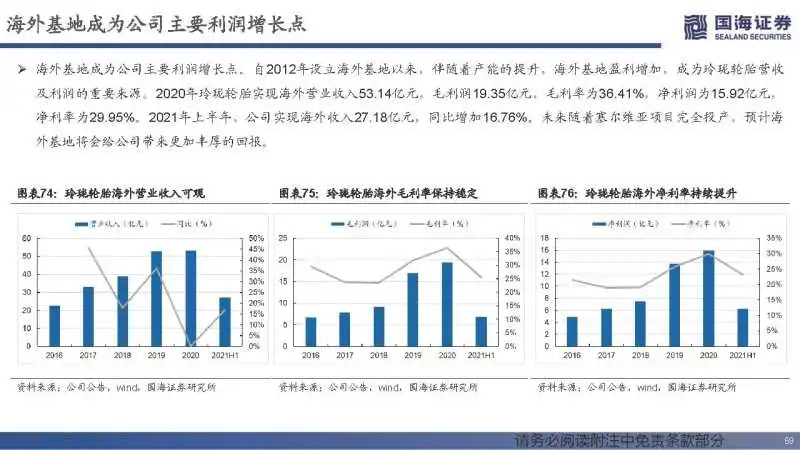 海外基地成为公司主要利润增长点
国海证券
SEALAND SECURITIES
➢ 海外基地成为公司主要利润增长点。自2012年设立海外基地以来，伴随着产能的提升，海外基地盈利增加，成为玲珑轮胎营收
及利润的重要来源。2020年玲珑轮胎实现海外营业收入53.14亿元，毛利润19.35亿元，毛利率为36.41%，净利润为15.92亿元，
净利率为29.95%。2021年上半年，公司实现海外收入27.18亿元，同比增加16.76%。未来随着塞尔维亚项目完全投产，预计海
外基地将会给公司带来更加丰厚的回报。
图表74：玲珑轮胎海外营业收入可观
营业收入（亿元） 同比（%）
60 50%
45%
50 40%
40 35%
30%
30 25%
20%
20 15%
10 10%
5%
0 0%
2016 2017 2018 2019 2020 2021H1
资料来源：公司公告，wind，国海证券研究所
图表75：玲珑轮胎海外毛利率保持稳定
毛利润（亿元） 毛利率（%）
25 40%
35%
20 30%
15 25%
20%
10 15%
5 10%
5%
0 0%
2016 2017 2018 2019 2020 2021H1
资料来源：公司公告，wind，国海证券研究所
图表76：玲珑轮胎海外净利率持续提升
净利润（亿元） 净利率（%）
18 35%
16 30%
14
12 25%
10 20%
8 15%
6 10%
4
2 5%
0 0%
2016 2017 2018 2019 2020 2021H1
资料来源：公司公告，wind，国海证券研究所
请务必阅读附注中免责条款部分
59